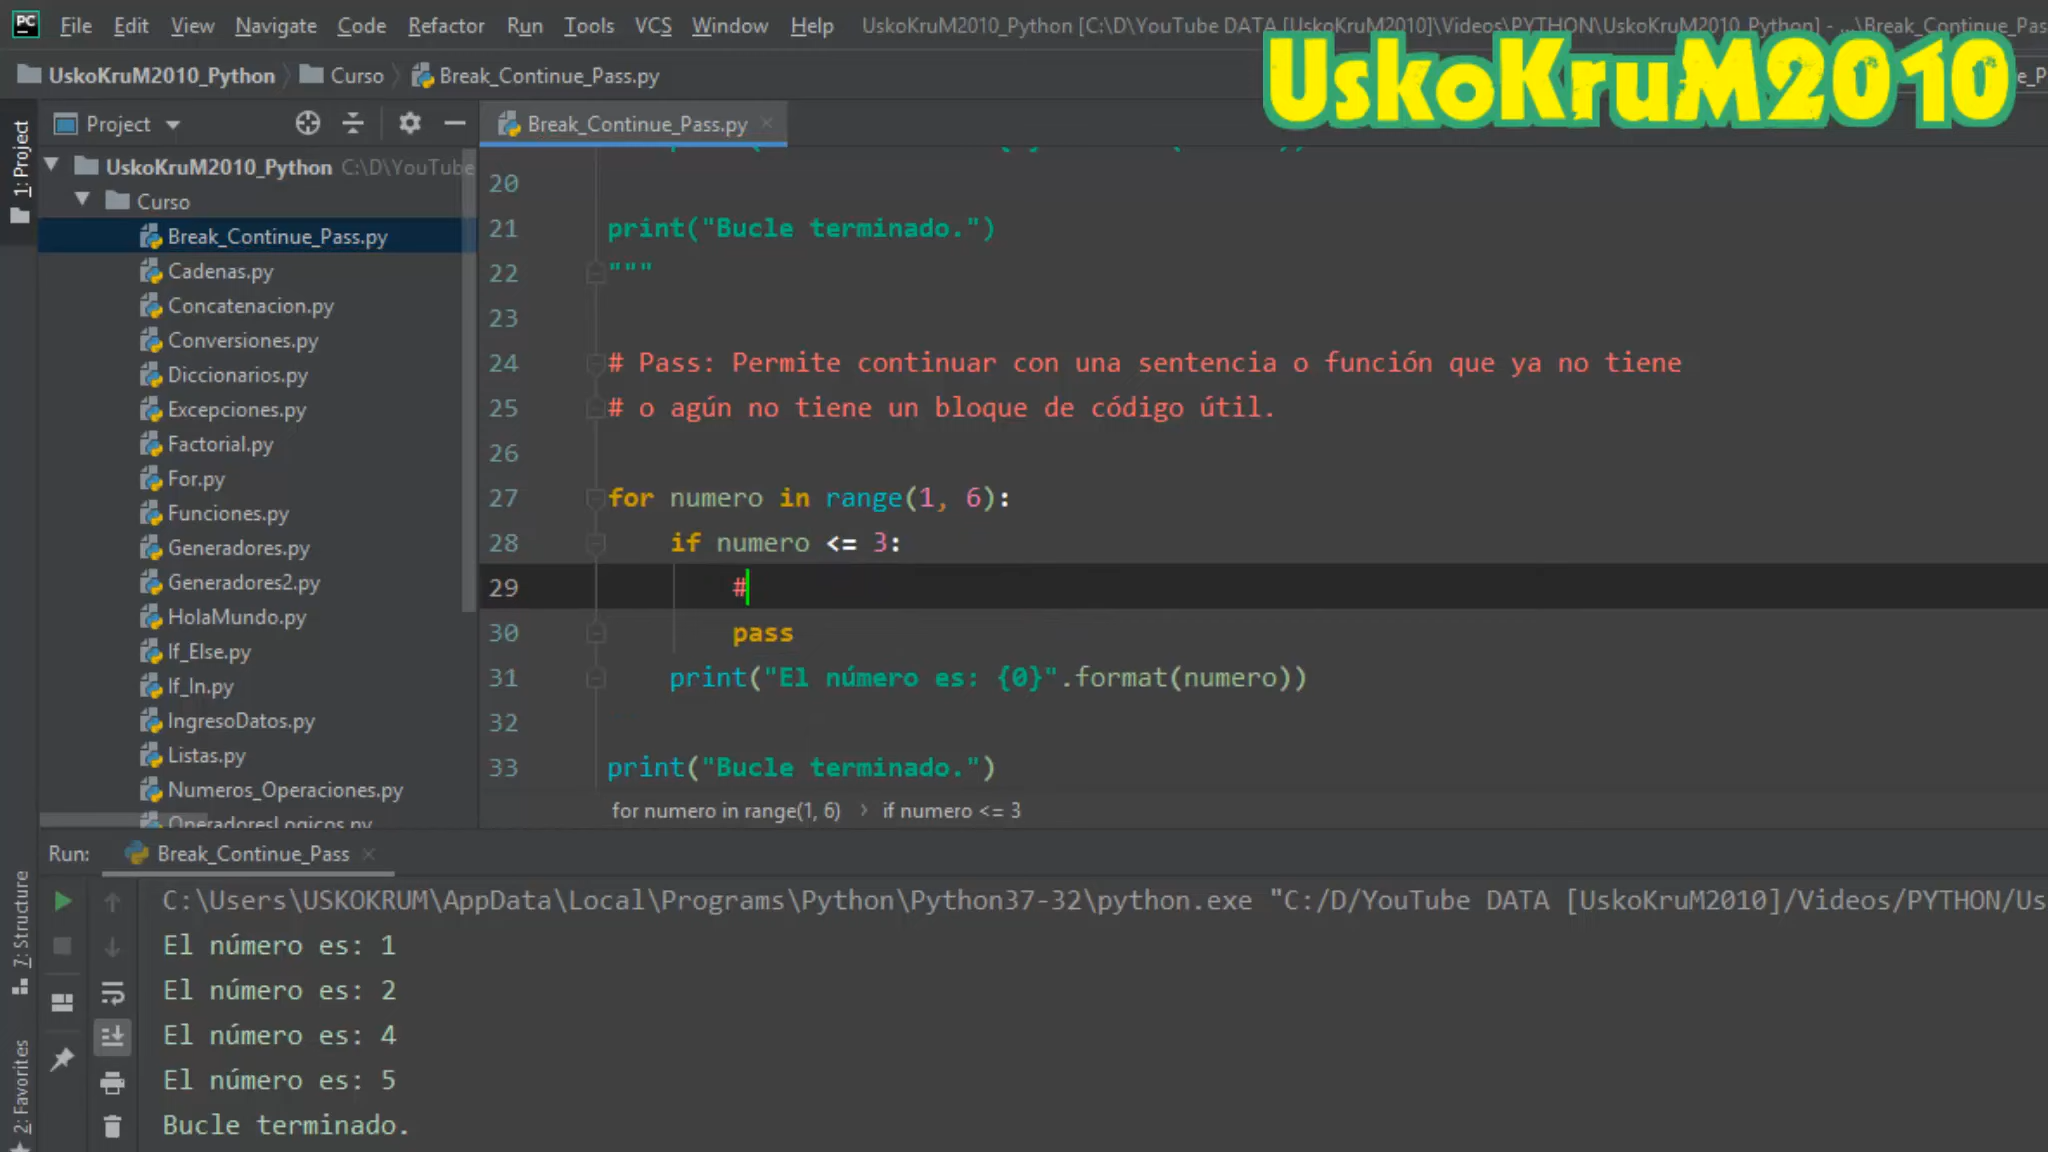 File Edit View Navigate Code Refactor Run Tools VCS Window Help UskoKruM2010_Python [C:\D\YouTube DATA [UskoKruM2010]\Videos\PYTHON\UskoKruM2010_Python] - ...\Break_Continue_Pas
UskoKruM2010
UskoKruM2010_Python Curso Break_Continue_Pass.py
1: Project
Project
Break_Continue_Pass.py
UskoKruM2010_Python C:\D\YouTube
Curso
Break_Continue_Pass.py
Cadenas.py
Concatenacion.py
Conversiones.py
Diccionarios.py
Excepciones.py
Factorial.py
For.py
Funciones.py
Generadores.py
Generadores2.py
HolaMundo.py
If_Else.py
If_In.py
IngresoDatos.py
Listas.py
Numeros_Operaciones.py
OperadoresLogicos.py
20
21 print("Bucle terminado.")
22 """
23
24 # Pass: Permite continuar con una sentencia o función que ya no tiene
25 # o agún no tiene un bloque de código útil.
26
27 for numero in range(1, 6):
28 if numero <= 3:
29 #
30 pass
31 print("El número es: {0}".format(numero))
32
33 print("Bucle terminado.")
for numero in range(1, 6) › if numero <= 3
Run: Break_Continue_Pass
7: Structure
2: Favorites
C:\Users\USKOKRUM\AppData\Local\Programs\Python\Python37-32\python.exe "C:/D/YouTube DATA [UskoKruM2010]/Videos/PYTHON/Us
El número es: 1
El número es: 2
El número es: 4
El número es: 5
Bucle terminado.